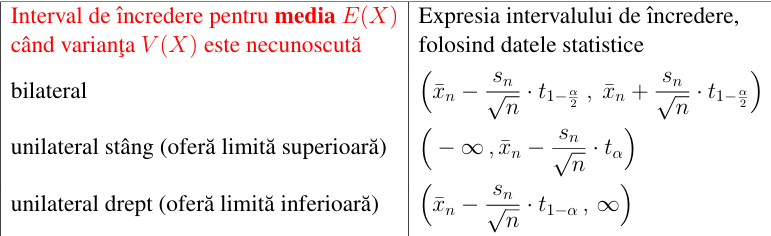 Interval de încredere pentru media E(X)
când varianţa V(X) este necunoscută
Expresia intervalului de încredere,
folosind datele statistice
bilateral
(x̄ₙ − sₙ/√n · t_{1−α/2} , x̄ₙ + sₙ/√n · t_{1−α/2})
unilateral stâng (oferă limită superioară)
(−∞ , x̄ₙ − sₙ/√n · t_α)
unilateral drept (oferă limită inferioară)
(x̄ₙ − sₙ/√n · t_{1−α} , ∞)